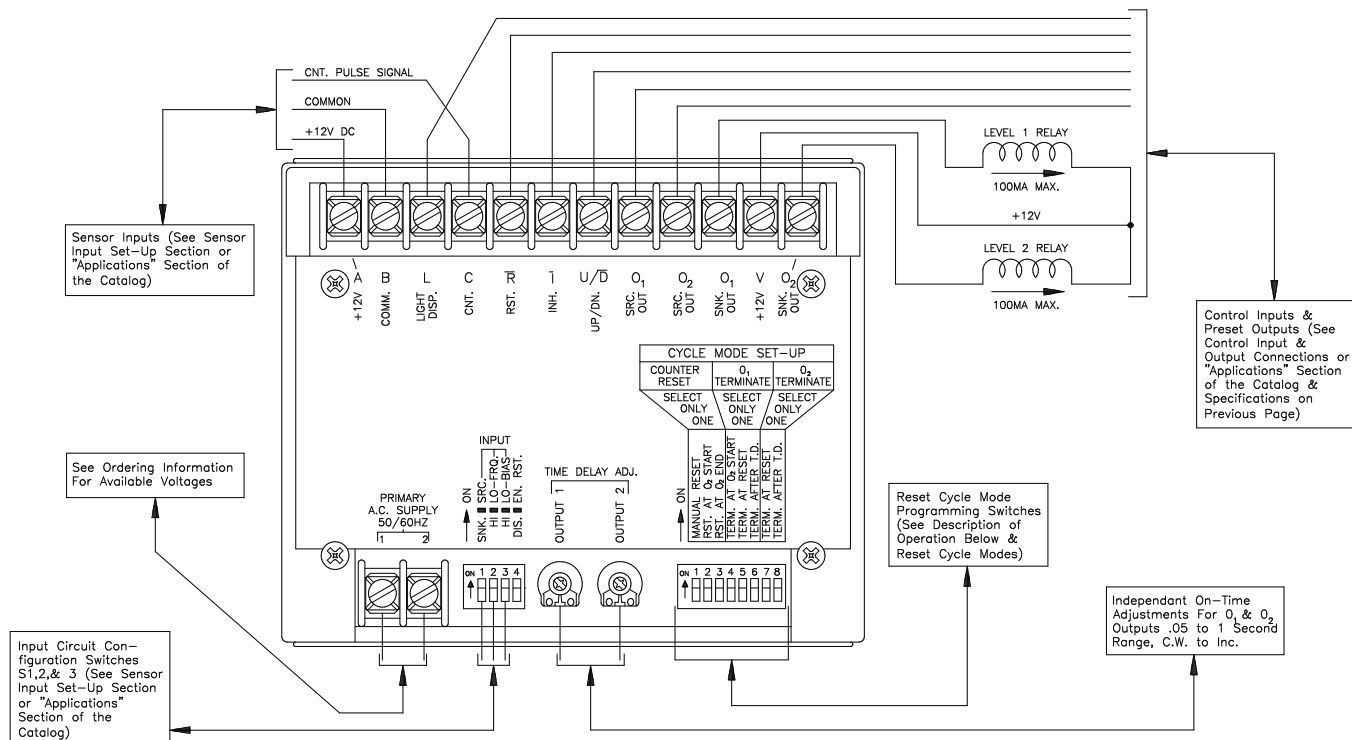 CNT. PULSE SIGNAL
COMMON
+12V DC
LEVEL 1 RELAY
100MA MAX.
+12V
LEVEL 2 RELAY
100MA MAX.
Sensor Inputs (See Sensor
Input Set-Up Section or
"Applications" Section of
the Catalog)
A B L C R̅ I̅ U/D̅ O₁ O₂ O₁ V O₂
+12V
COMM.
LIGHT
DISP.
CNT.
RST.
INH.
UP/DN.
SRC.
OUT
SRC.
OUT
SNK.
OUT
+12V
SNK.
OUT
Control Inputs &
Preset Outputs (See
Control Input &
Output Connections or
"Applications" Section
of the Catalog &
Specifications on
Previous Page)
CYCLE MODE SET-UP
COUNTER
RESET
O₁
TERMINATE
O₂
TERMINATE
SELECT
ONLY
ONE
SELECT
ONLY
ONE
SELECT
ONLY
ONE
ON
MANUAL RESET
RST. AT O₂ START
RST. AT O₂ END
TERM. AT O₂ START
TERM. AT RESET
TERM. AFTER T.D.
TERM. AT RESET
TERM. AFTER T.D.
See Ordering Information
For Available Voltages
PRIMARY
A.C. SUPPLY
50/60HZ
1 2
INPUT
ON
SNK. SRC.
HI LO-FRQ.
HI LO-BIAS
DIS. EN. RST.
TIME DELAY ADJ.
OUTPUT 1
OUTPUT 2
ON 1 2 3 4
ON 1 2 3 4 5 6 7 8
Reset Cycle Mode
Programming Switches
(See Description of
Operation Below &
Reset Cycle Modes)
Independant On-Time
Adjustments For O₁ & O₂
Outputs .05 to 1 Second
Range, C.W. to Inc.
Input Circuit Con-
figuration Switches
S1,2,& 3 (See Sensor
Input Set-Up Section
or "Applications"
Section of the
Catalog)